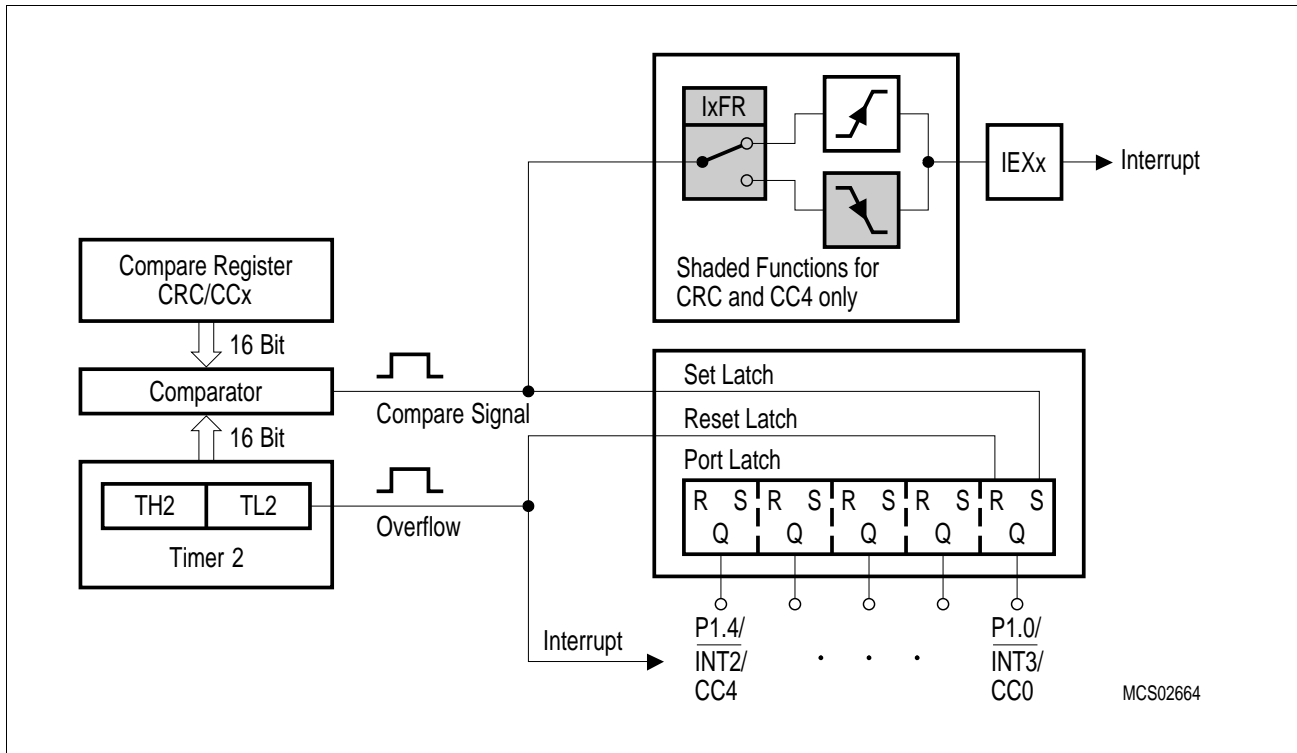 IxFR
IEXx
Interrupt
Shaded Functions for
CRC and CC4 only
Compare Register
CRC/CCx
16 Bit
Comparator
16 Bit
TH2
TL2
Timer 2
Compare Signal
Overflow
Set Latch
Reset Latch
Port Latch
R S R S R S R S R S
Q Q Q Q Q
Interrupt
P1.4/
INT2/
CC4
. . .
P1.0/
INT3/
CC0
MCS02664